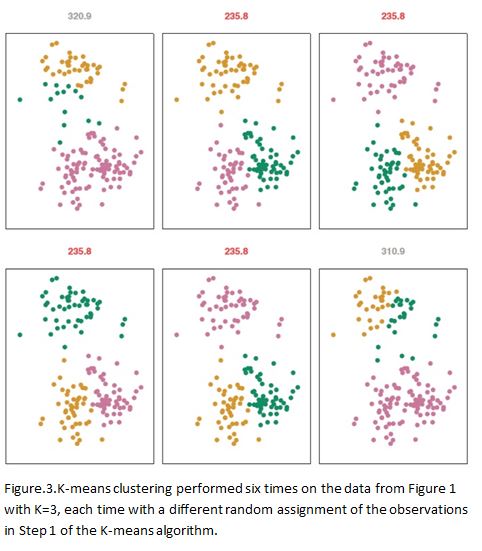 320.9 235.8 235.8
235.8 235.8 310.9
Figure.3.K-means clustering performed six times on the data from Figure 1
with K=3, each time with a different random assignment of the observations
in Step 1 of the K-means algorithm.